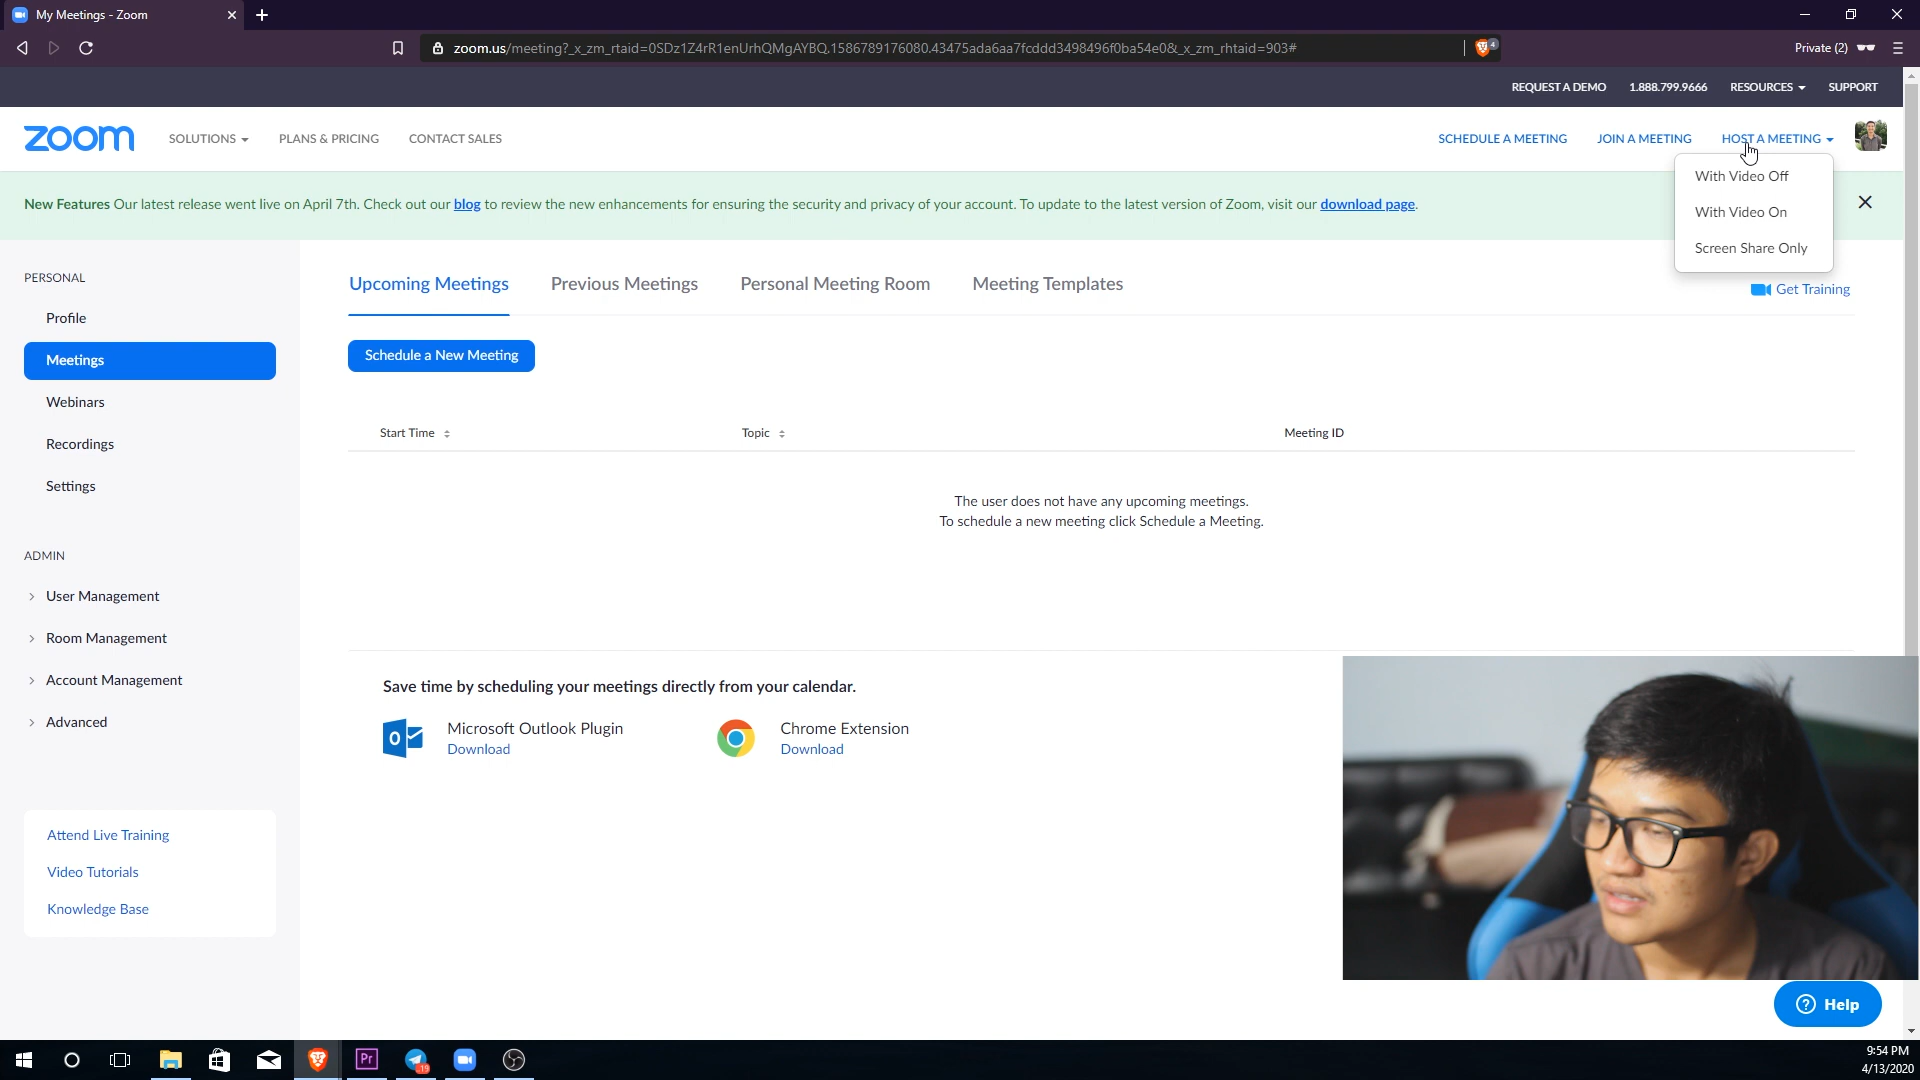 My Meetings - Zoom
zoom.us/meeting?_x_zm_rtaid=0SDz1Z4rR1enUrhQMgAYBQ.1586789176080.43475ada6aa7fcddd3498496f0ba54e0&_x_zm_rhtaid=903#
4
Private (2)
REQUEST A DEMO 1.888.799.9666 RESOURCES SUPPORT
zoom SOLUTIONS PLANS & PRICING CONTACT SALES SCHEDULE A MEETING JOIN A MEETING HOST A MEETING
With Video Off
With Video On
Screen Share Only
New Features Our latest release went live on April 7th. Check out our blog to review the new enhancements for ensuring the security and privacy of your account. To update to the latest version of Zoom, visit our download page.
PERSONAL
Profile
Meetings
Webinars
Recordings
Settings
ADMIN
User Management
Room Management
Account Management
Advanced
Attend Live Training
Video Tutorials
Knowledge Base
Upcoming Meetings Previous Meetings Personal Meeting Room Meeting Templates
Get Training
Schedule a New Meeting
Start Time Topic Meeting ID
The user does not have any upcoming meetings.
To schedule a new meeting click Schedule a Meeting.
Save time by scheduling your meetings directly from your calendar.
Microsoft Outlook Plugin
Download
Chrome Extension
Download
Help
Pr
19
9:54 PM
4/13/2020